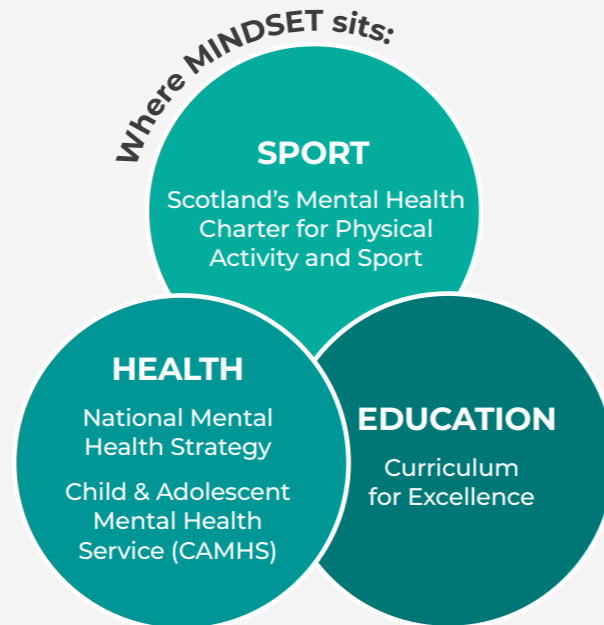 Where MINDSET sits:
SPORT
Scotland’s Mental Health
Charter for Physical
Activity and Sport
HEALTH
National Mental
Health Strategy
Child & Adolescent
Mental Health
Service (CAMHS)
EDUCATION
Curriculum
for Excellence